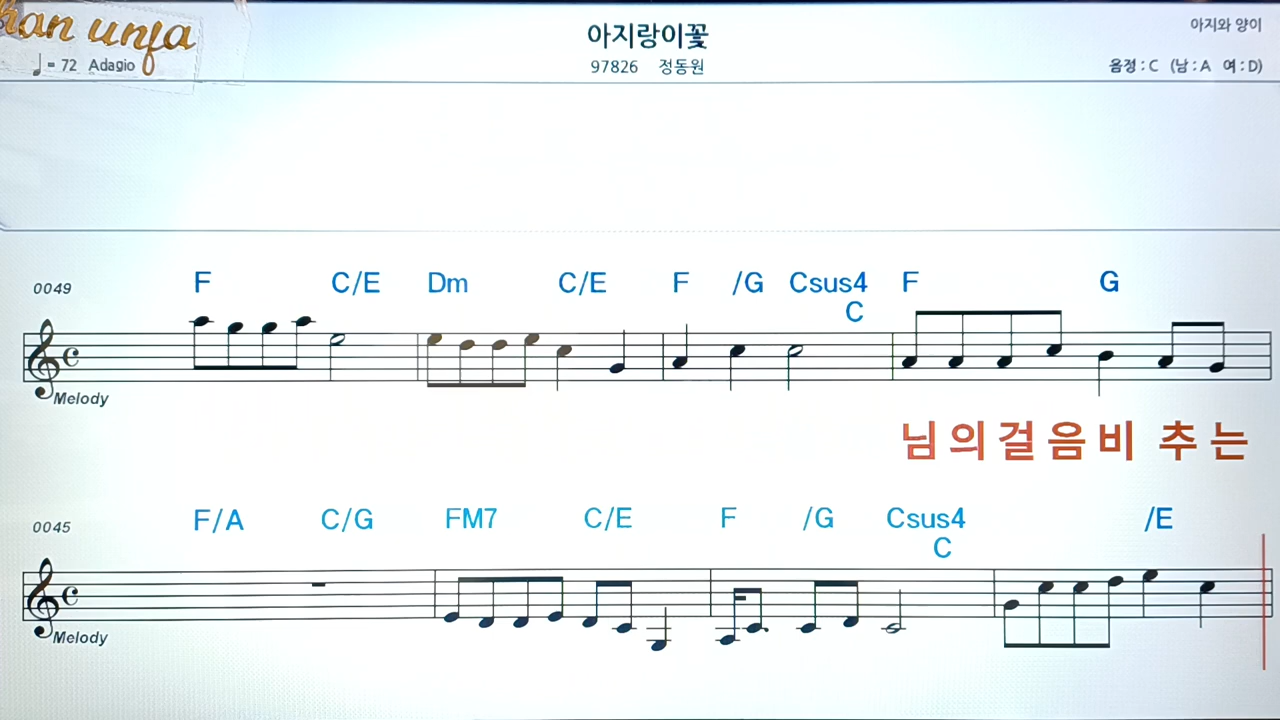 han unfa
아지랑이꽃
아지와 양이
♩= 72 Adagio
97826 정동원
음정 : C (남 : A 여 : D)
F C/E Dm C/E F /G Csus4 F G
0049
C
Melody
님의걸음비 추는
F/A C/G FM7 C/E F /G Csus4 /E
0045
C
Melody